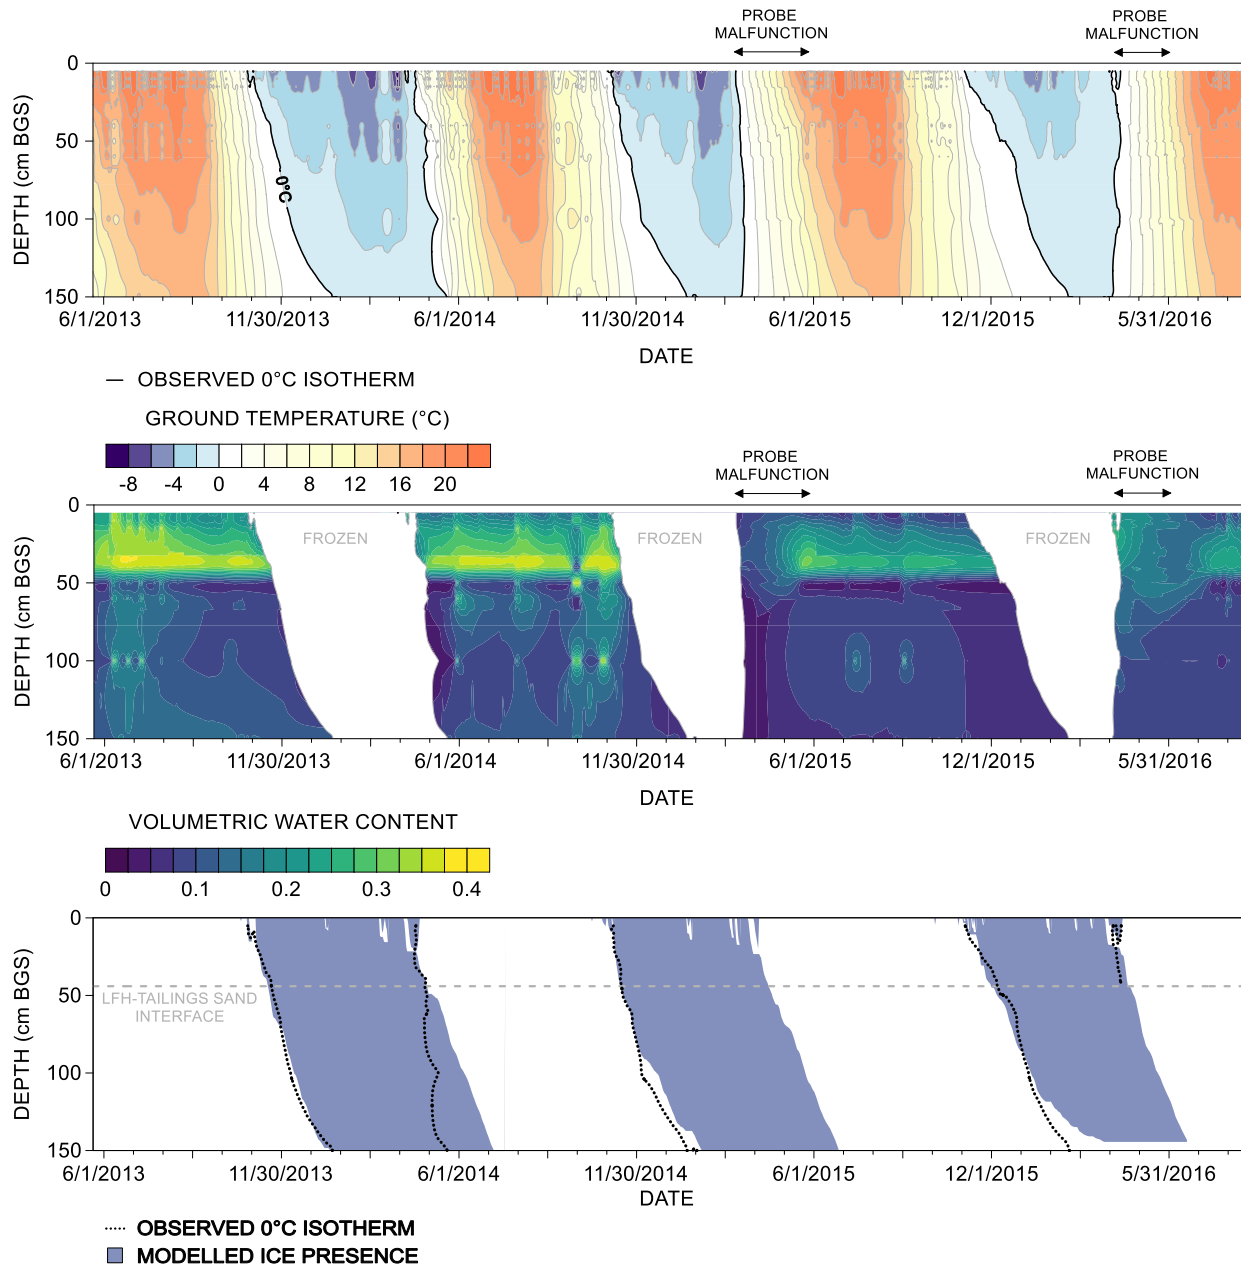 PROBE
MALFUNCTION
PROBE
MALFUNCTION
0
50
100
150
DEPTH (cm BGS)
0°C
6/1/2013
11/30/2013
6/1/2014
11/30/2014
6/1/2015
12/1/2015
5/31/2016
DATE
OBSERVED 0°C ISOTHERM
GROUND TEMPERATURE (°C)
-8 -4 0 4 8 12 16 20
PROBE
MALFUNCTION
PROBE
MALFUNCTION
0
50
100
150
DEPTH (cm BGS)
FROZEN
FROZEN
FROZEN
6/1/2013
11/30/2013
6/1/2014
11/30/2014
6/1/2015
12/1/2015
5/31/2016
DATE
VOLUMETRIC WATER CONTENT
0 0.1 0.2 0.3 0.4
0
50
100
150
DEPTH (cm BGS)
LFH-TAILINGS SAND
INTERFACE
6/1/2013
11/30/2013
6/1/2014
11/30/2014
6/1/2015
12/1/2015
5/31/2016
DATE
OBSERVED 0°C ISOTHERM
MODELLED ICE PRESENCE